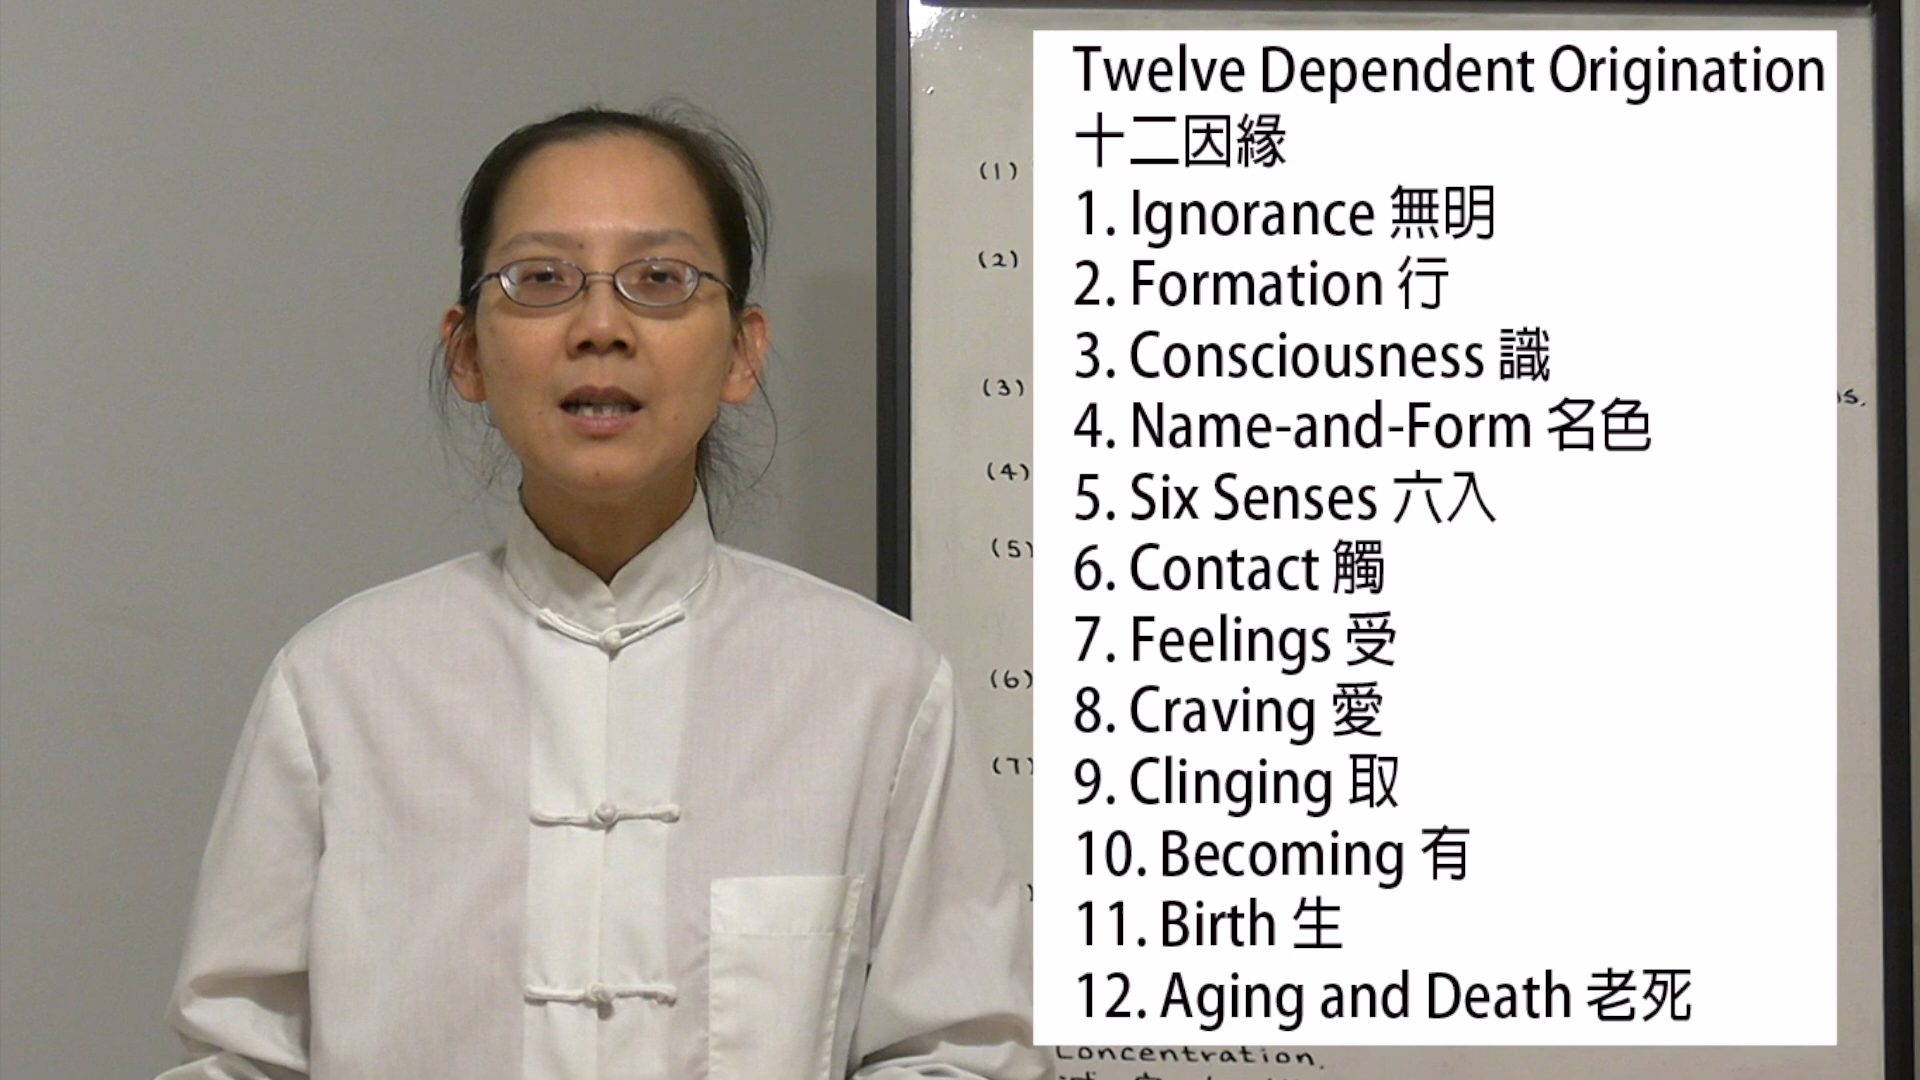 Twelve Dependent Origination
十二因緣
1. Ignorance 無明
2. Formation 行
3. Consciousness 識
4. Name-and-Form 名色
5. Six Senses 六入
6. Contact 觸
7. Feelings 受
8. Craving 愛
9. Clinging 取
10. Becoming 有
11. Birth 生
12. Aging and Death 老死
(1)
(2)
(3)
(4)
(5)
(6)
(7)
Concentration.